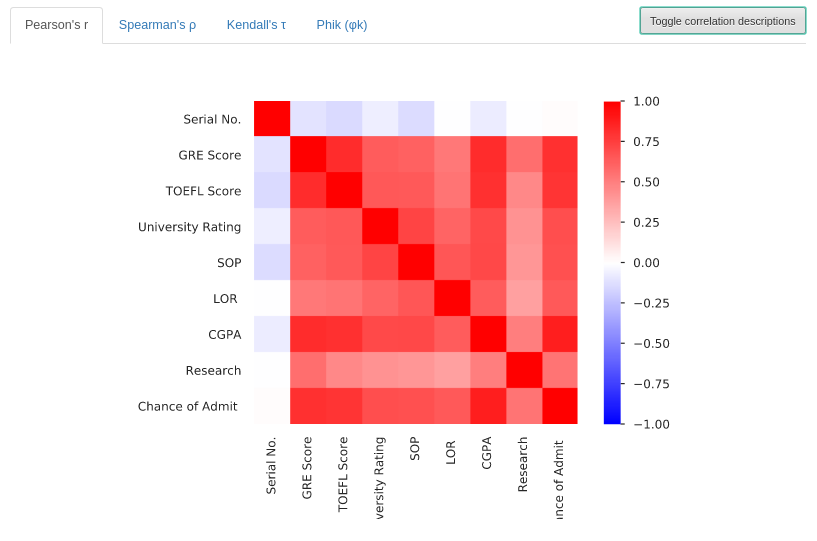 Pearson's r
Spearman's ρ
Kendall's τ
Phik (φk)
Toggle correlation descriptions
Serial No.
GRE Score
TOEFL Score
University Rating
SOP
LOR
CGPA
Research
Chance of Admit
1.00
0.75
0.50
0.25
0.00
−0.25
−0.50
−0.75
−1.00
Serial No.
GRE Score
TOEFL Score
versity Rating
SOP
LOR
CGPA
Research
ance of Admit